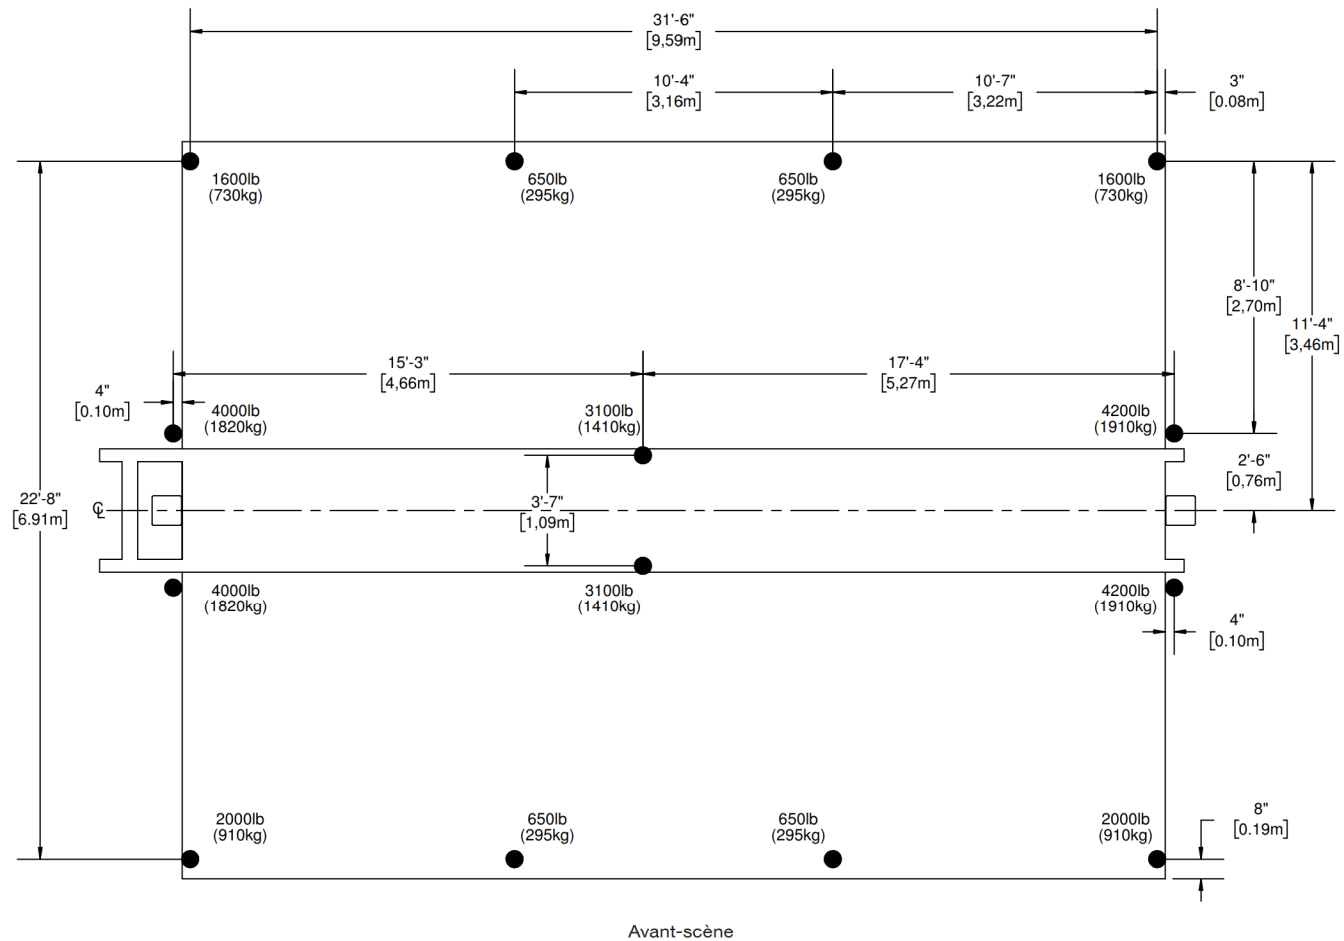 31'-6"
[9,59m]
10'-4"
[3,16m]
10'-7"
[3,22m]
3"
[0.08m]
1600lb
(730kg)
650lb
(295kg)
650lb
(295kg)
1600lb
(730kg)
8'-10"
[2,70m]
11'-4"
[3,46m]
15'-3"
[4,66m]
17'-4"
[5,27m]
4"
[0.10m]
4000lb
(1820kg)
3100lb
(1410kg)
4200lb
(1910kg)
2'-6"
[0,76m]
22'-8"
[6.91m]
℄
3'-7"
[1,09m]
4000lb
(1820kg)
3100lb
(1410kg)
4200lb
(1910kg)
4"
[0.10m]
2000lb
(910kg)
650lb
(295kg)
650lb
(295kg)
2000lb
(910kg)
8"
[0.19m]
Avant-scène